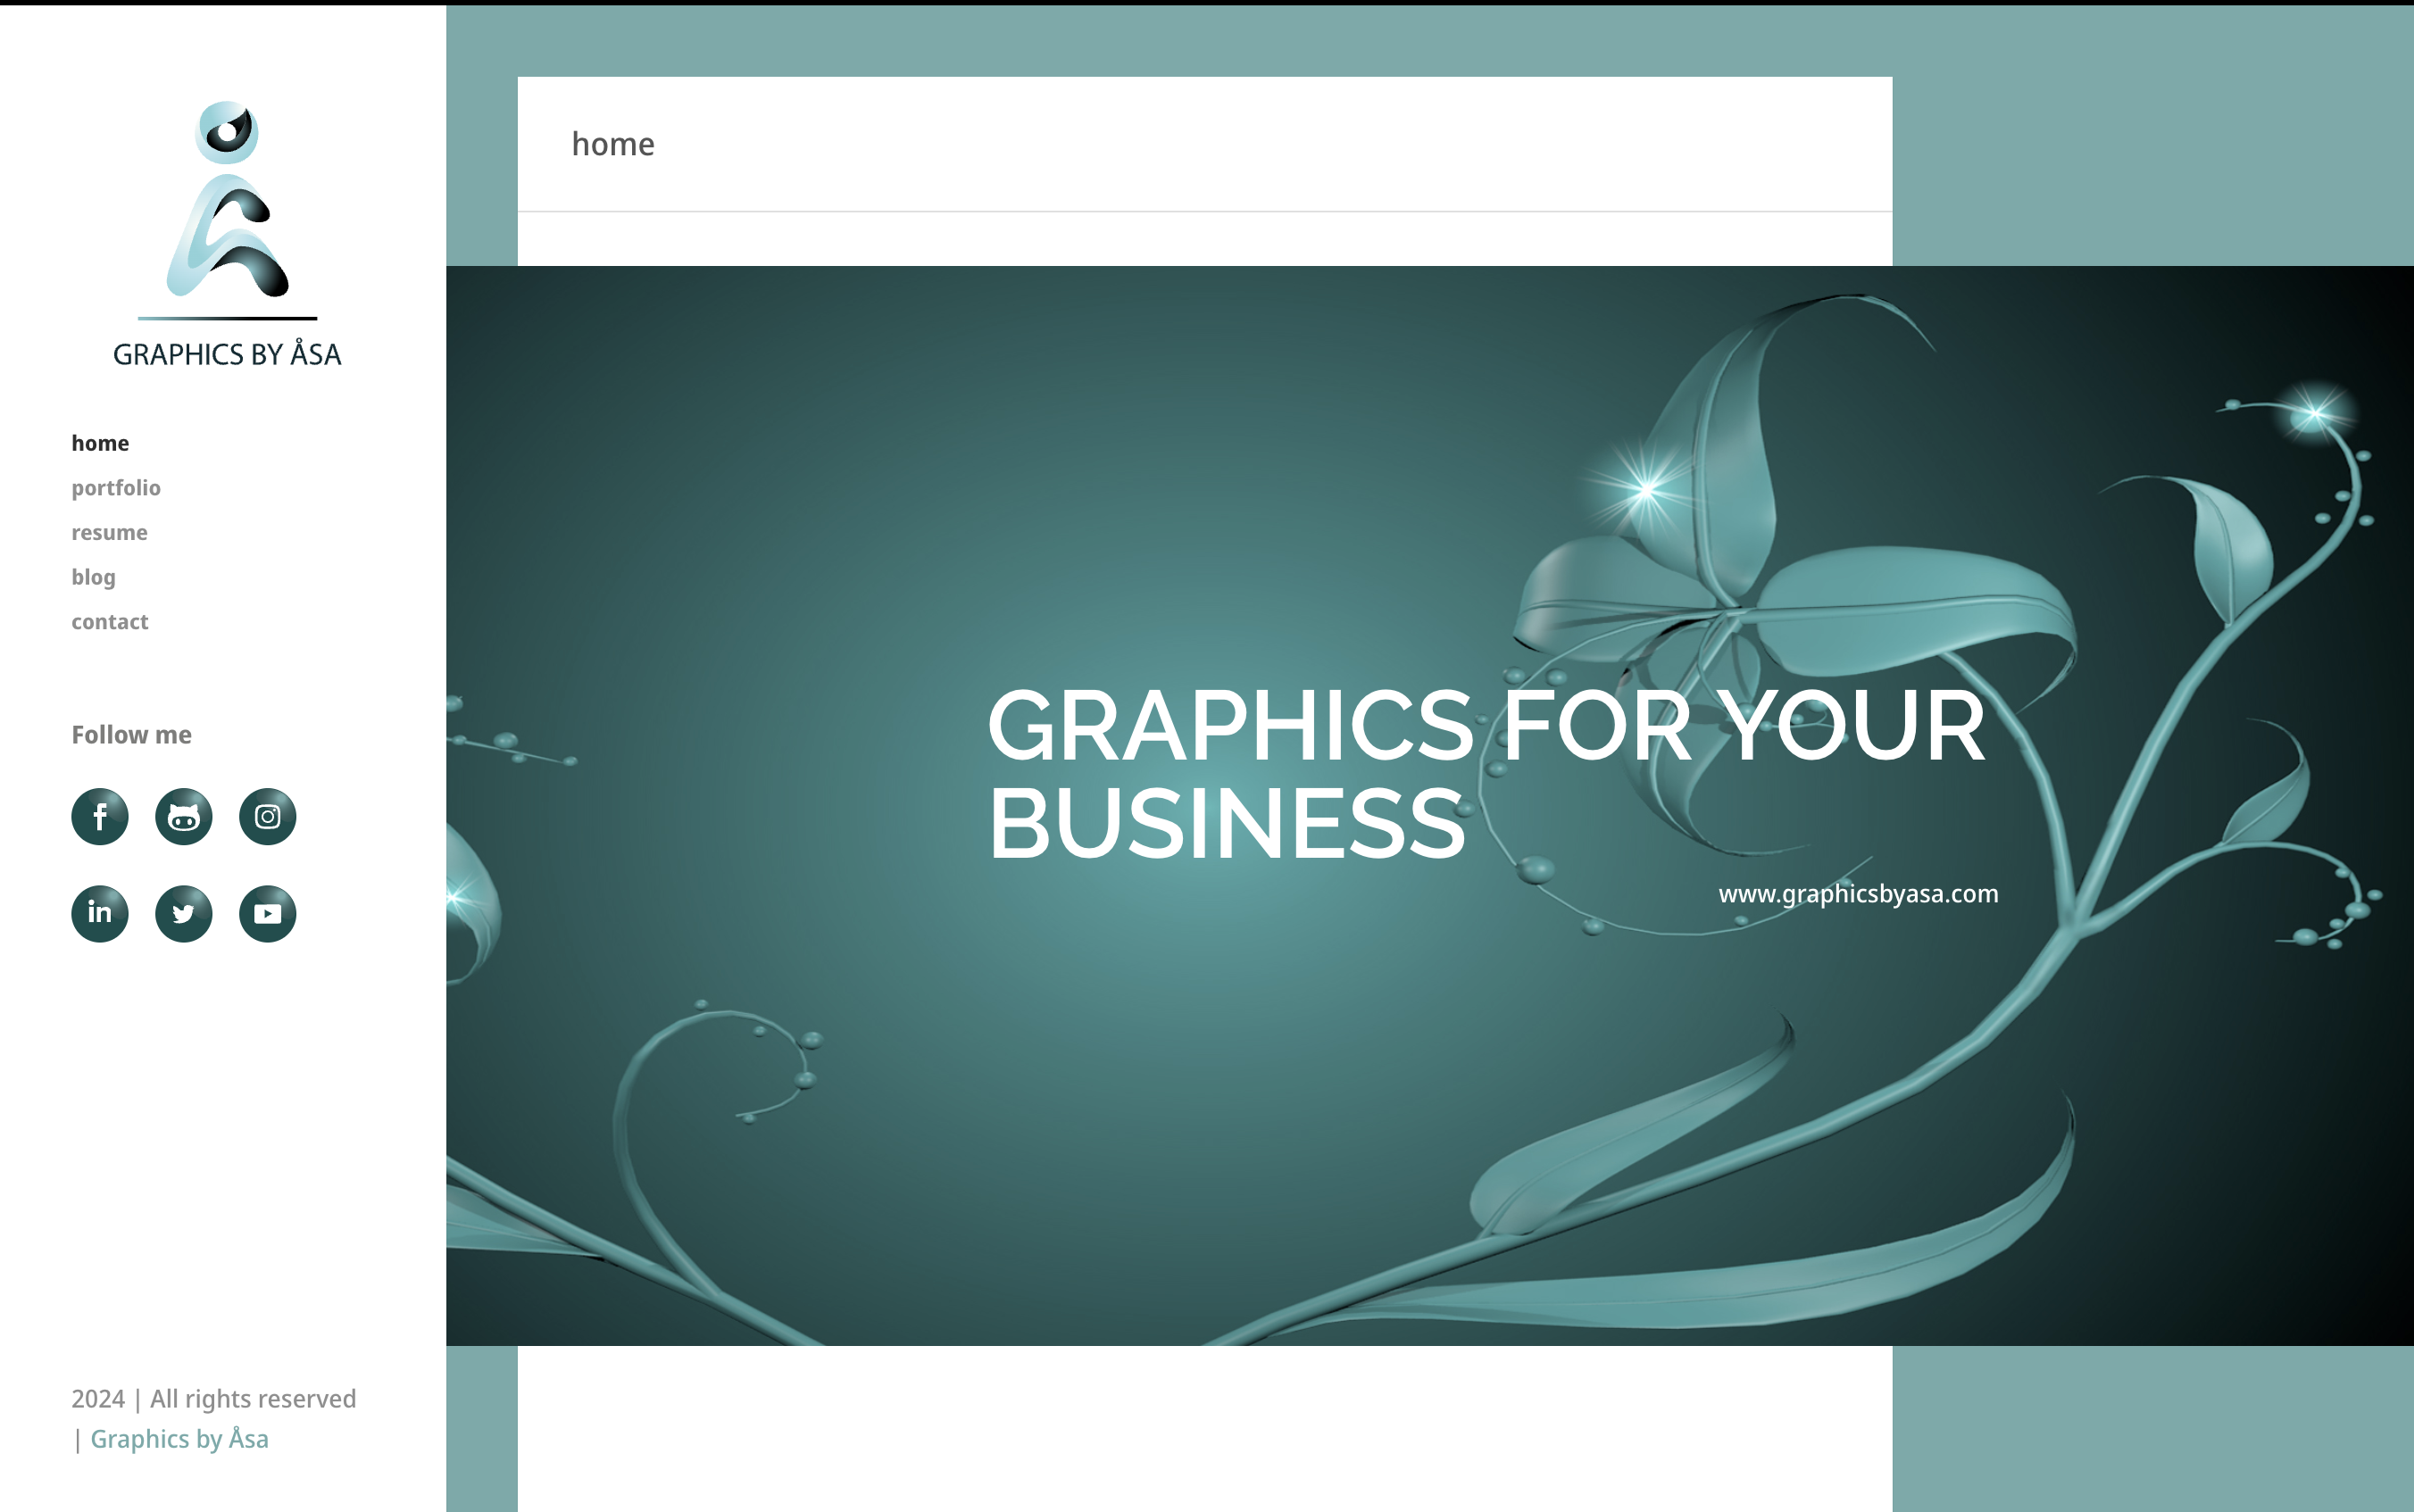 GRAPHICS BY ÅSA
home
portfolio
resume
blog
contact
Follow me
in
2024 | All rights reserved
| Graphics by Åsa
home
GRAPHICS FOR YOUR
BUSINESS
www.graphicsbyasa.com